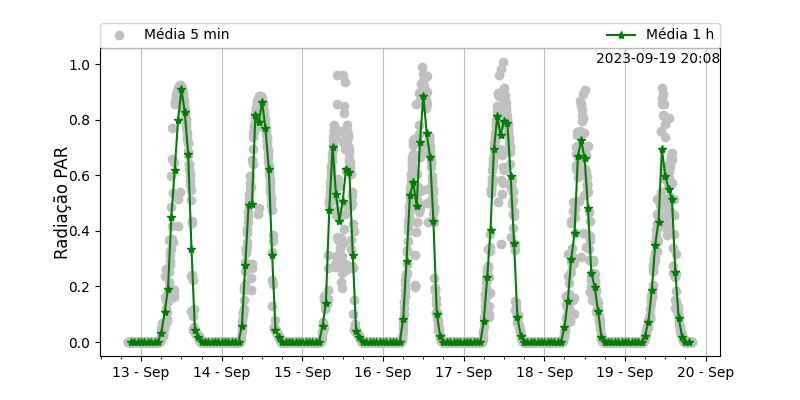 Média 5 min
Média 1 h
2023-09-19 20:08
Radiação PAR
1.0
0.8
0.6
0.4
0.2
0.0
13 - Sep
14 - Sep
15 - Sep
16 - Sep
17 - Sep
18 - Sep
19 - Sep
20 - Sep